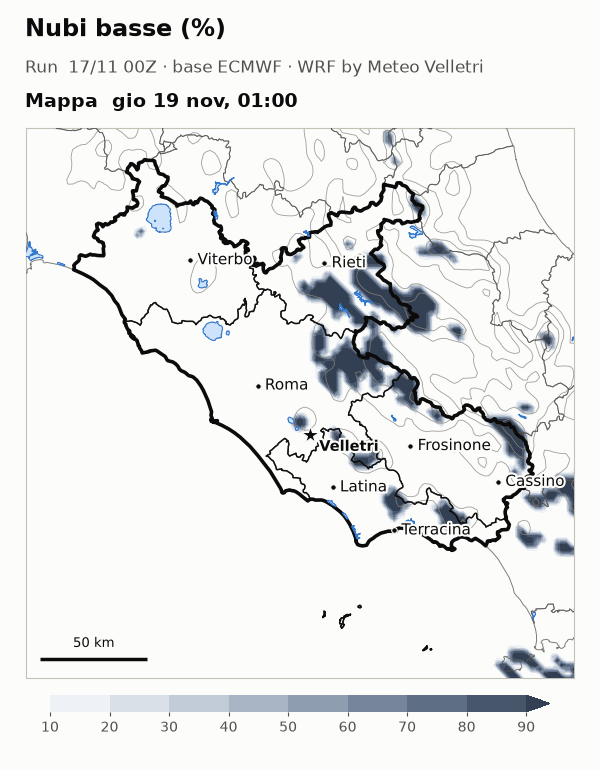 Nubi basse (%)
Run  17/11 00Z · base ECMWF · WRF by Meteo Velletri
Mappa  gio 19 nov, 01:00
Viterbo
Rieti
Roma
Velletri
Frosinone
Latina
Cassino
Terracina
50 km
10 20 30 40 50 60 70 80 90